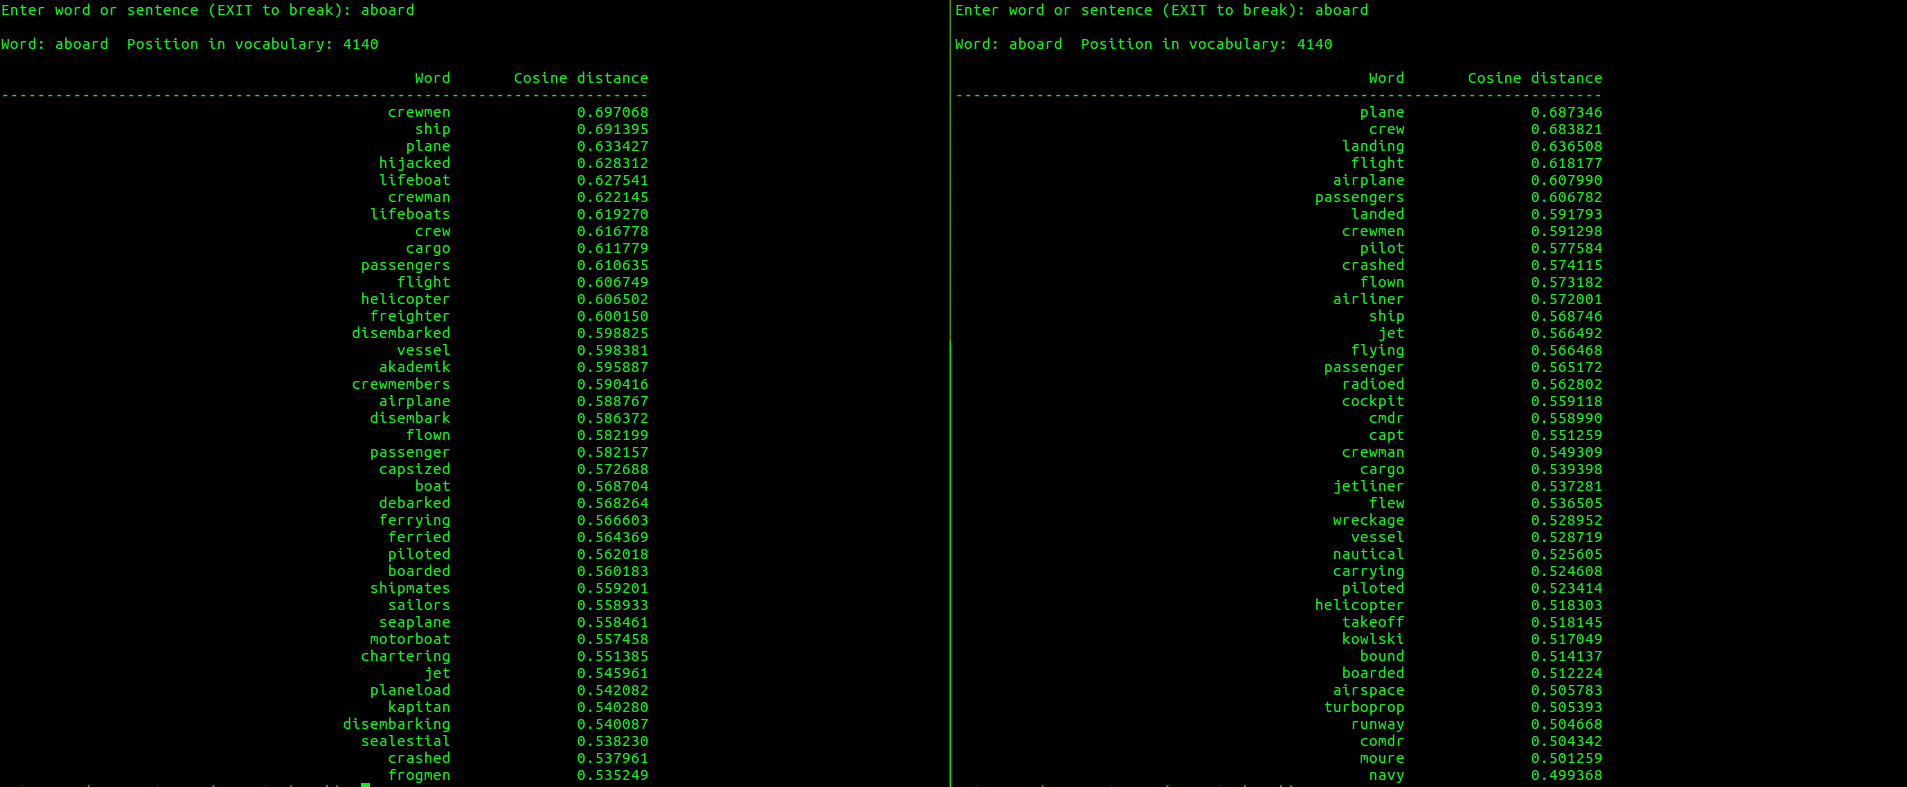 Enter word or sentence (EXIT to break): aboard
Word: aboard  Position in vocabulary: 4140
Word       Cosine distance
------------------------------------------------------------------------
crewmen 0.697068
ship 0.691395
plane 0.633427
hijacked 0.628312
lifeboat 0.627541
crewman 0.622145
lifeboats 0.619270
crew 0.616778
cargo 0.611779
passengers 0.610635
flight 0.606749
helicopter 0.606502
freighter 0.600150
disembarked 0.598825
vessel 0.598381
akademik 0.595887
crewmembers 0.590416
airplane 0.588767
disembark 0.586372
flown 0.582199
passenger 0.582157
capsized 0.572688
boat 0.568704
debarked 0.568264
ferrying 0.566603
ferried 0.564369
piloted 0.562018
boarded 0.560183
shipmates 0.559201
sailors 0.558933
seaplane 0.558461
motorboat 0.557458
chartering 0.551385
jet 0.545961
planeload 0.542082
kapitan 0.540280
disembarking 0.540087
sealestial 0.538230
crashed 0.537961
frogmen 0.535249
Enter word or sentence (EXIT to break): aboard
Word: aboard  Position in vocabulary: 4140
Word       Cosine distance
------------------------------------------------------------------------
plane 0.687346
crew 0.683821
landing 0.636508
flight 0.618177
airplane 0.607990
passengers 0.606782
landed 0.591793
crewmen 0.591298
pilot 0.577584
crashed 0.574115
flown 0.573182
airliner 0.572001
ship 0.568746
jet 0.566492
flying 0.566468
passenger 0.565172
radioed 0.562802
cockpit 0.559118
cmdr 0.558990
capt 0.551259
crewman 0.549309
cargo 0.539398
jetliner 0.537281
flew 0.536505
wreckage 0.528952
vessel 0.528719
nautical 0.525605
carrying 0.524608
piloted 0.523414
helicopter 0.518303
takeoff 0.518145
kowlski 0.517049
bound 0.514137
boarded 0.512224
airspace 0.505783
turboprop 0.505393
runway 0.504668
comdr 0.504342
moure 0.501259
navy 0.499368